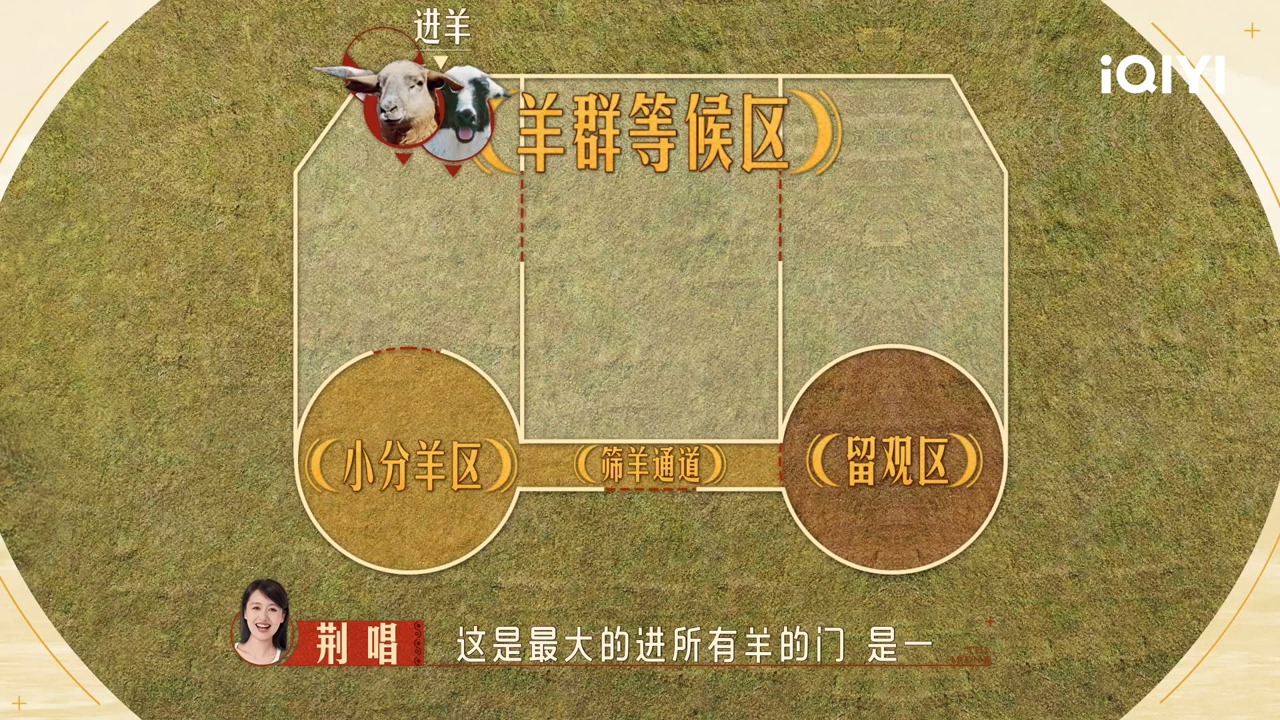 进羊
iQIYI
羊群等候区
小分羊区
筛羊通道
留观区
荆唱
这是最大的进所有羊的门 是一